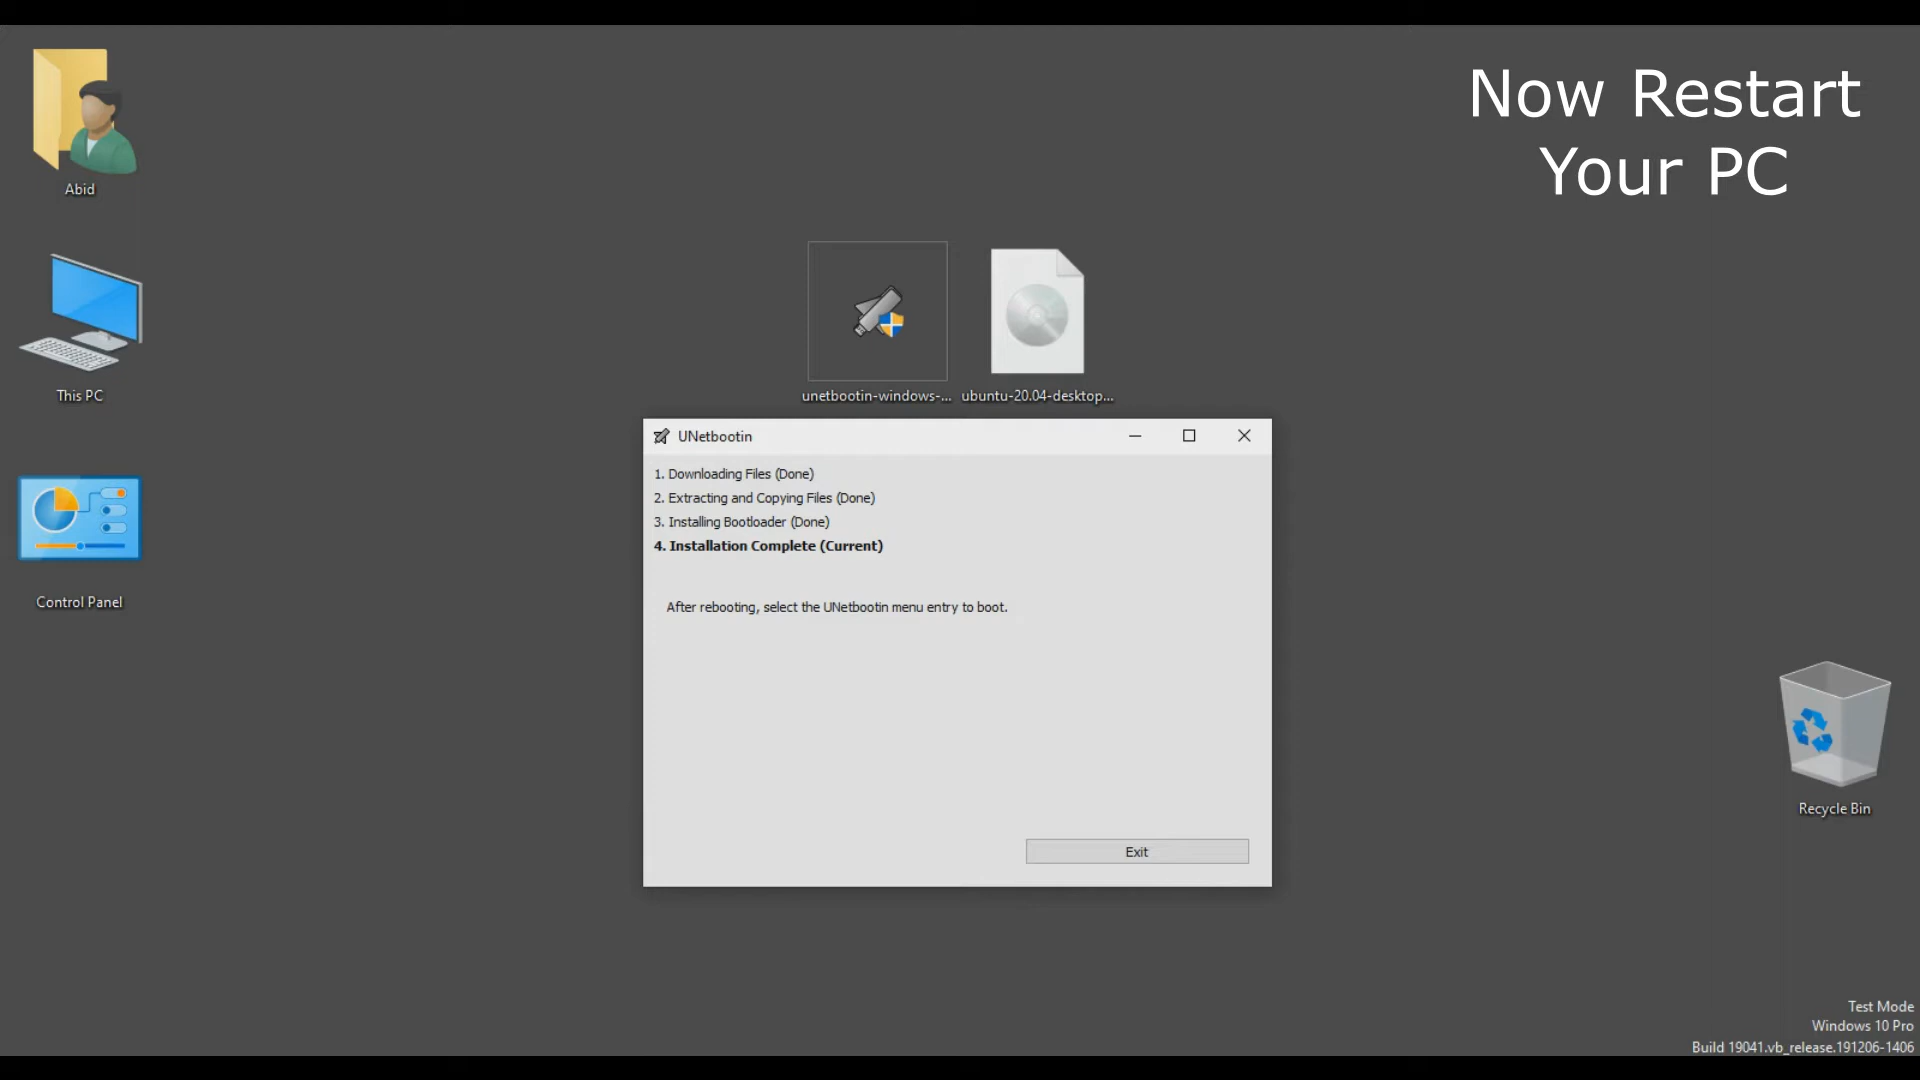 Now Restart
Your PC
Abid
This PC
unetbootin-windows-...
ubuntu-20.04-desktop...
UNetbootin
1. Downloading Files (Done)
2. Extracting and Copying Files (Done)
3. Installing Bootloader (Done)
4. Installation Complete (Current)
After rebooting, select the UNetbootin menu entry to boot.
Control Panel
Recycle Bin
Exit
Test Mode
Windows 10 Pro
Build 19041.vb_release.191206-1406